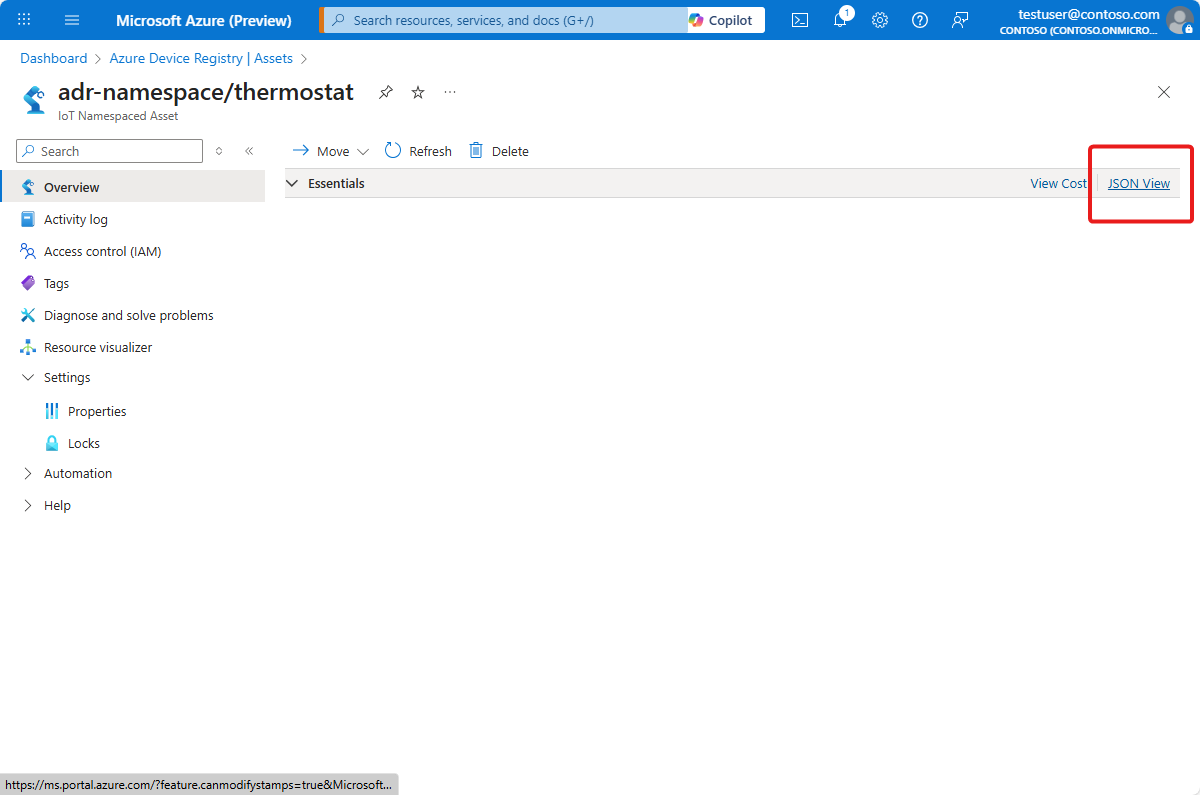 Microsoft Azure (Preview)
Search resources, services, and docs (G+/)
Copilot
1
testuser@contoso.com
CONTOSO (CONTOSO.ONMICRO...
Dashboard
Azure Device Registry | Assets
adr-namespace/thermostat
IoT Namespaced Asset
Search
Move
Refresh
Delete
Essentials
View Cost
JSON View
Overview
Activity log
Access control (IAM)
Tags
Diagnose and solve problems
Resource visualizer
Settings
Properties
Locks
Automation
Help
https://ms.portal.azure.com/?feature.canmodifystamps=true&Microsoft...